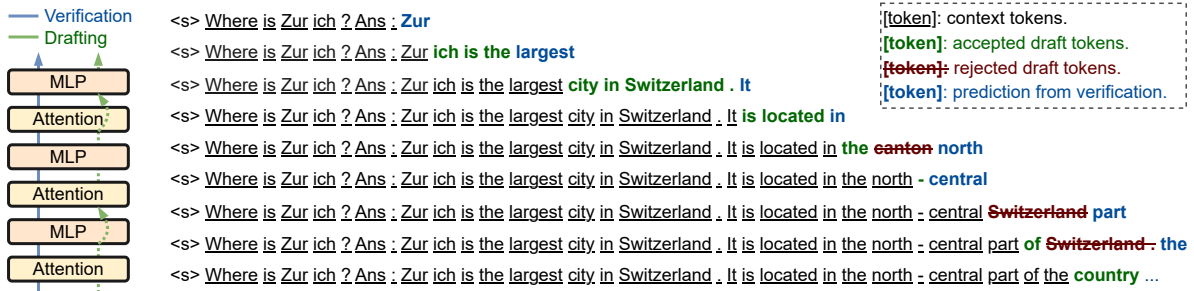 Verification
Drafting
MLP
Attention
MLP
Attention
MLP
Attention
<s> Where is Zur ich ? Ans : Zur
<s> Where is Zur ich ? Ans : Zur ich is the largest
<s> Where is Zur ich ? Ans : Zur ich is the largest city in Switzerland . It
<s> Where is Zur ich ? Ans : Zur ich is the largest city in Switzerland . It is located in
<s> Where is Zur ich ? Ans : Zur ich is the largest city in Switzerland . It is located in the canton north
<s> Where is Zur ich ? Ans : Zur ich is the largest city in Switzerland . It is located in the north - central
<s> Where is Zur ich ? Ans : Zur ich is the largest city in Switzerland . It is located in the north - central Switzerland part
<s> Where is Zur ich ? Ans : Zur ich is the largest city in Switzerland . It is located in the north - central part of Switzerland . the
<s> Where is Zur ich ? Ans : Zur ich is the largest city in Switzerland . It is located in the north - central part of the country ...
[token]: context tokens.
[token]: accepted draft tokens.
[token]: rejected draft tokens.
[token]: prediction from verification.